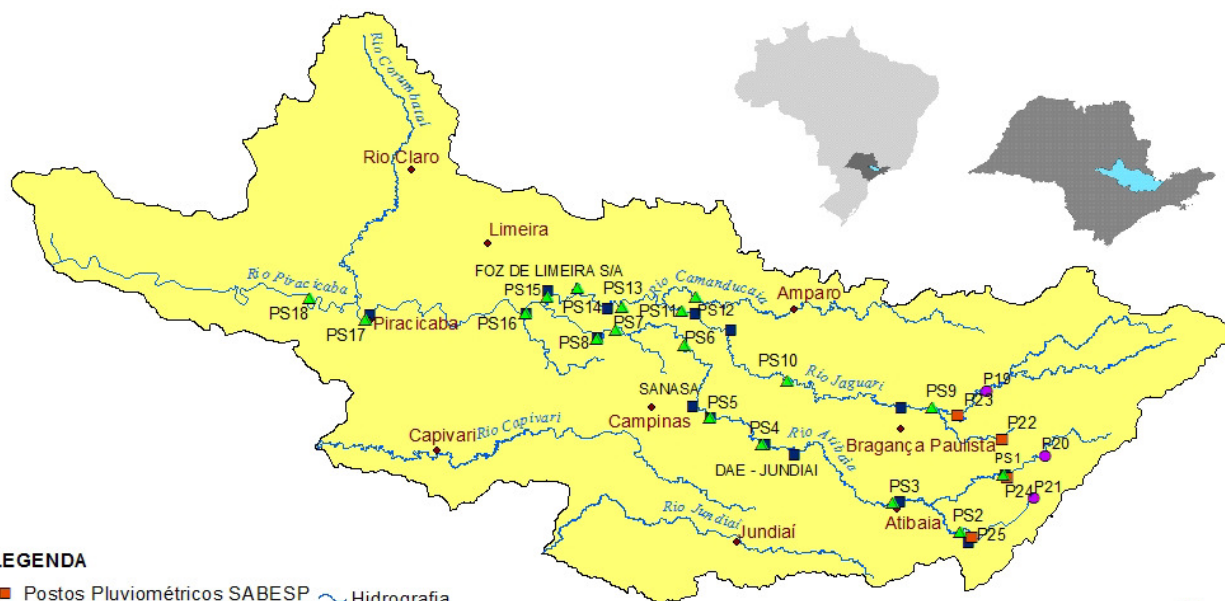 Rio Corumbataí
Rio Claro
Limeira
FOZ DE LIMEIRA S/A
Rio Camanducaia
Amparo
Rio Piracicaba
PS18
PS17
Piracicaba
PS15
PS16
PS14
PS13
PS11
PS12
PS8
PS7
PS6
PS10
Rio Jaguari
PS9
P19
P23
SANASA
PS5
Campinas
Bragança Paulista
P22
P20
Capivari
Rio Capivari
PS4
Rio Atibaia
DAE - JUNDIAI
PS1
P24
P21
PS3
Atibaia
PS2
P25
Rio Jundiaí
Jundiaí
LEGENDA
Postos Pluviométricos SABESP
Hidrografia